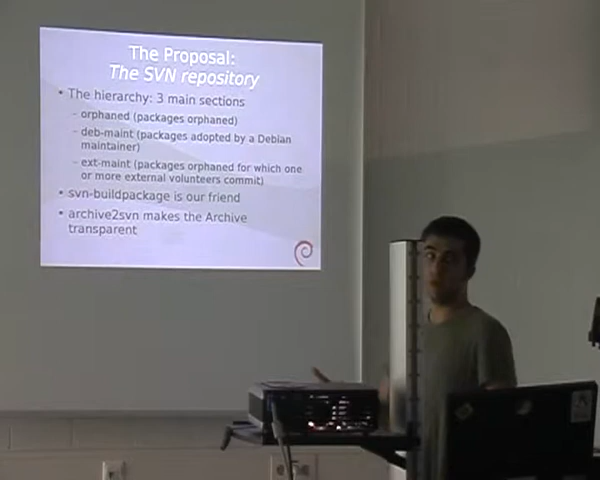 The Proposal:
The SVN repository
• The hierarchy: 3 main sections
– orphaned (packages orphaned)
– deb-maint (packages adopted by a Debian
maintainer)
– ext-maint (packages orphaned for which one
or more external volunteers commit)
• svn-buildpackage is our friend
• archive2svn makes the Archive
transparent